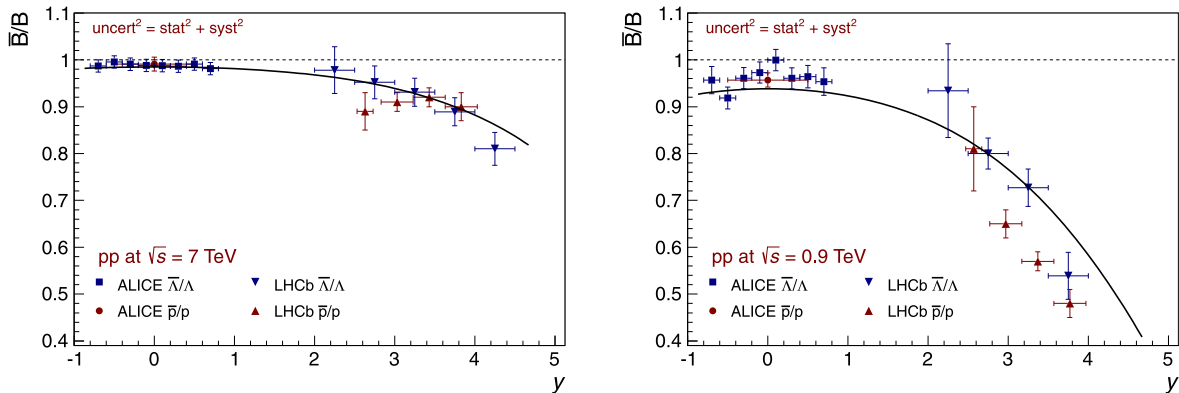 B̅/B
uncert² = stat² + syst²
1.1
1
0.9
0.8
0.7
0.6
0.5
0.4
pp at √s = 7 TeV
ALICE Λ̅/Λ
LHCb Λ̅/Λ
ALICE p̅/p
LHCb p̅/p
-1 0 1 2 3 4 5
y
B̅/B
uncert² = stat² + syst²
1.1
1
0.9
0.8
0.7
0.6
0.5
0.4
pp at √s = 0.9 TeV
ALICE Λ̅/Λ
LHCb Λ̅/Λ
ALICE p̅/p
LHCb p̅/p
-1 0 1 2 3 4 5
y